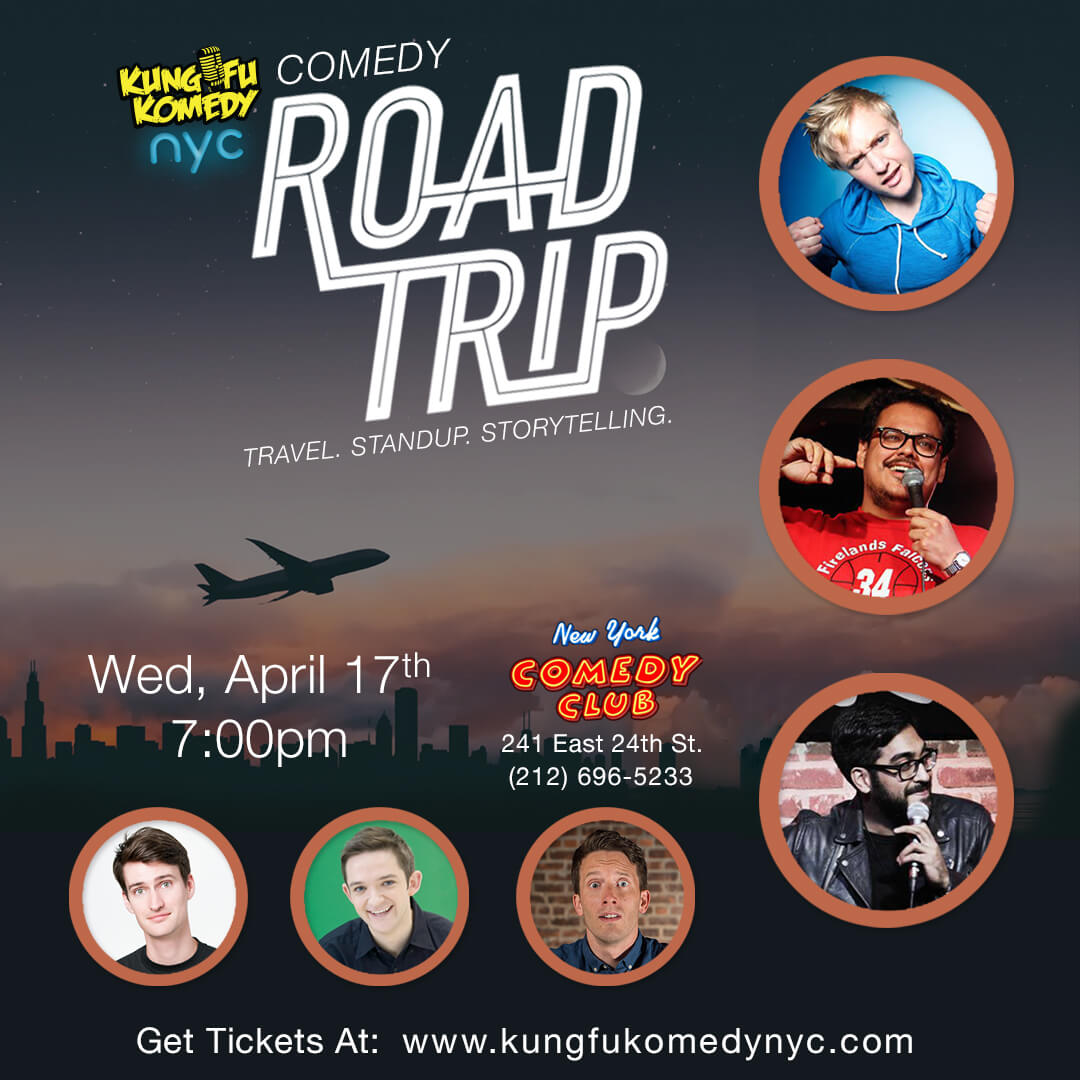 KUNG FU
KOMEDY
nyc
COMEDY
ROAD
TRIP
TRAVEL. STANDUP. STORYTELLING.
Firelands Falcons
34
Wed, April 17th
7:00pm
New York
COMEDY
CLUB
241 East 24th St.
(212) 696-5233
Get Tickets At: www.kungfukomedynyc.com